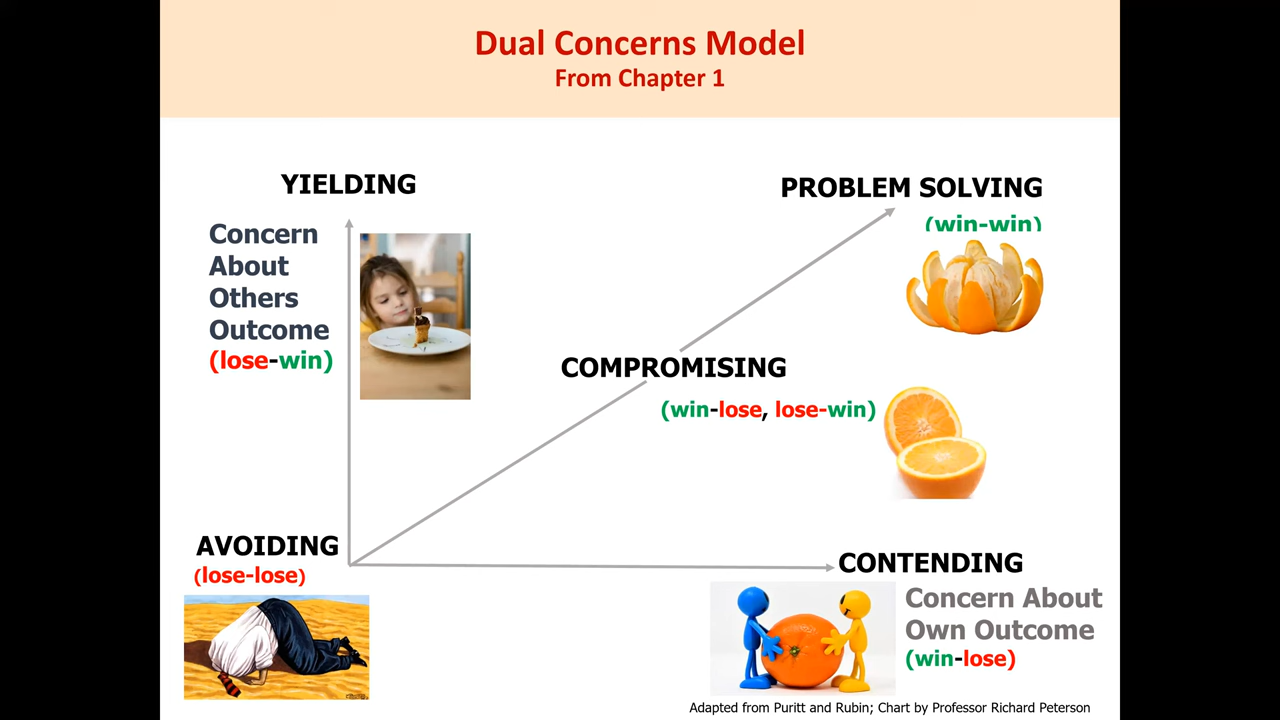 Dual Concerns Model
From Chapter 1
YIELDING
PROBLEM SOLVING
(win-win)
Concern
About
Others
Outcome
(lose-win)
COMPROMISING
(win-lose, lose-win)
AVOIDING
(lose-lose)
CONTENDING
Concern About
Own Outcome
(win-lose)
Adapted from Puritt and Rubin; Chart by Professor Richard Peterson